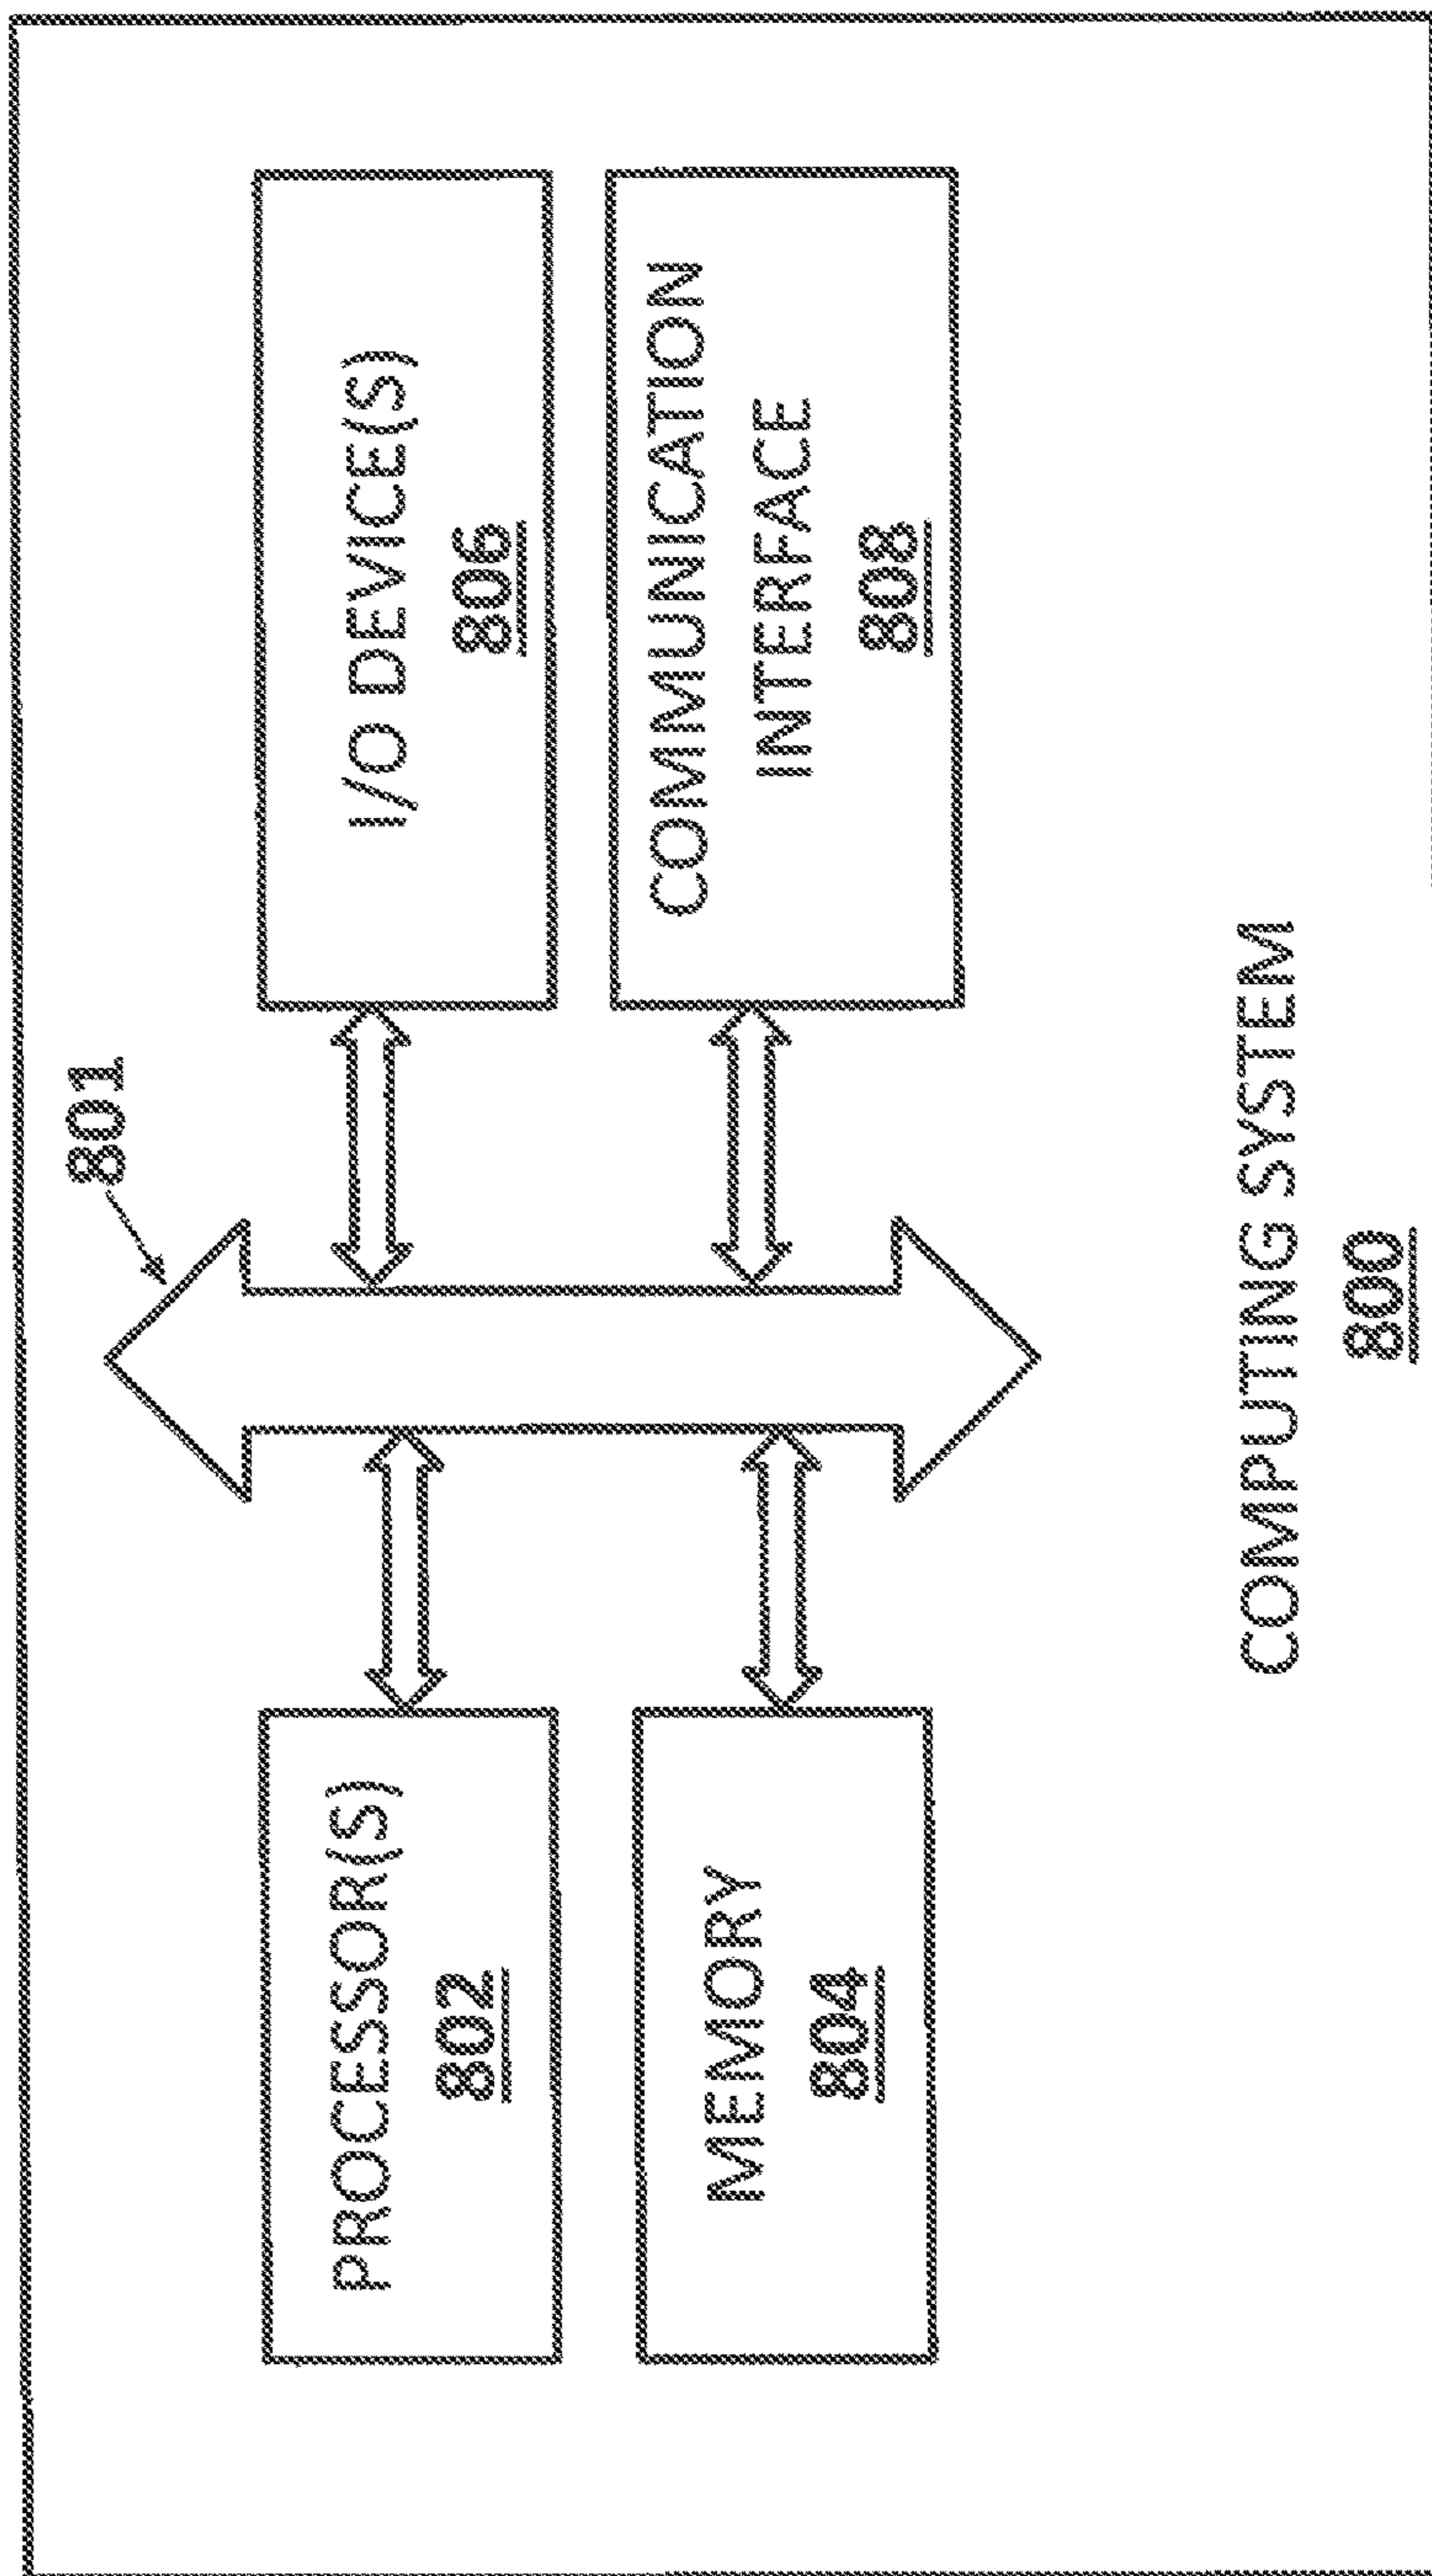 801
PROCESSOR(S)
802
I/O DEVICE(S)
806
MEMORY
804
COMMUNICATION
INTERFACE
808
COMPUTING SYSTEM
800